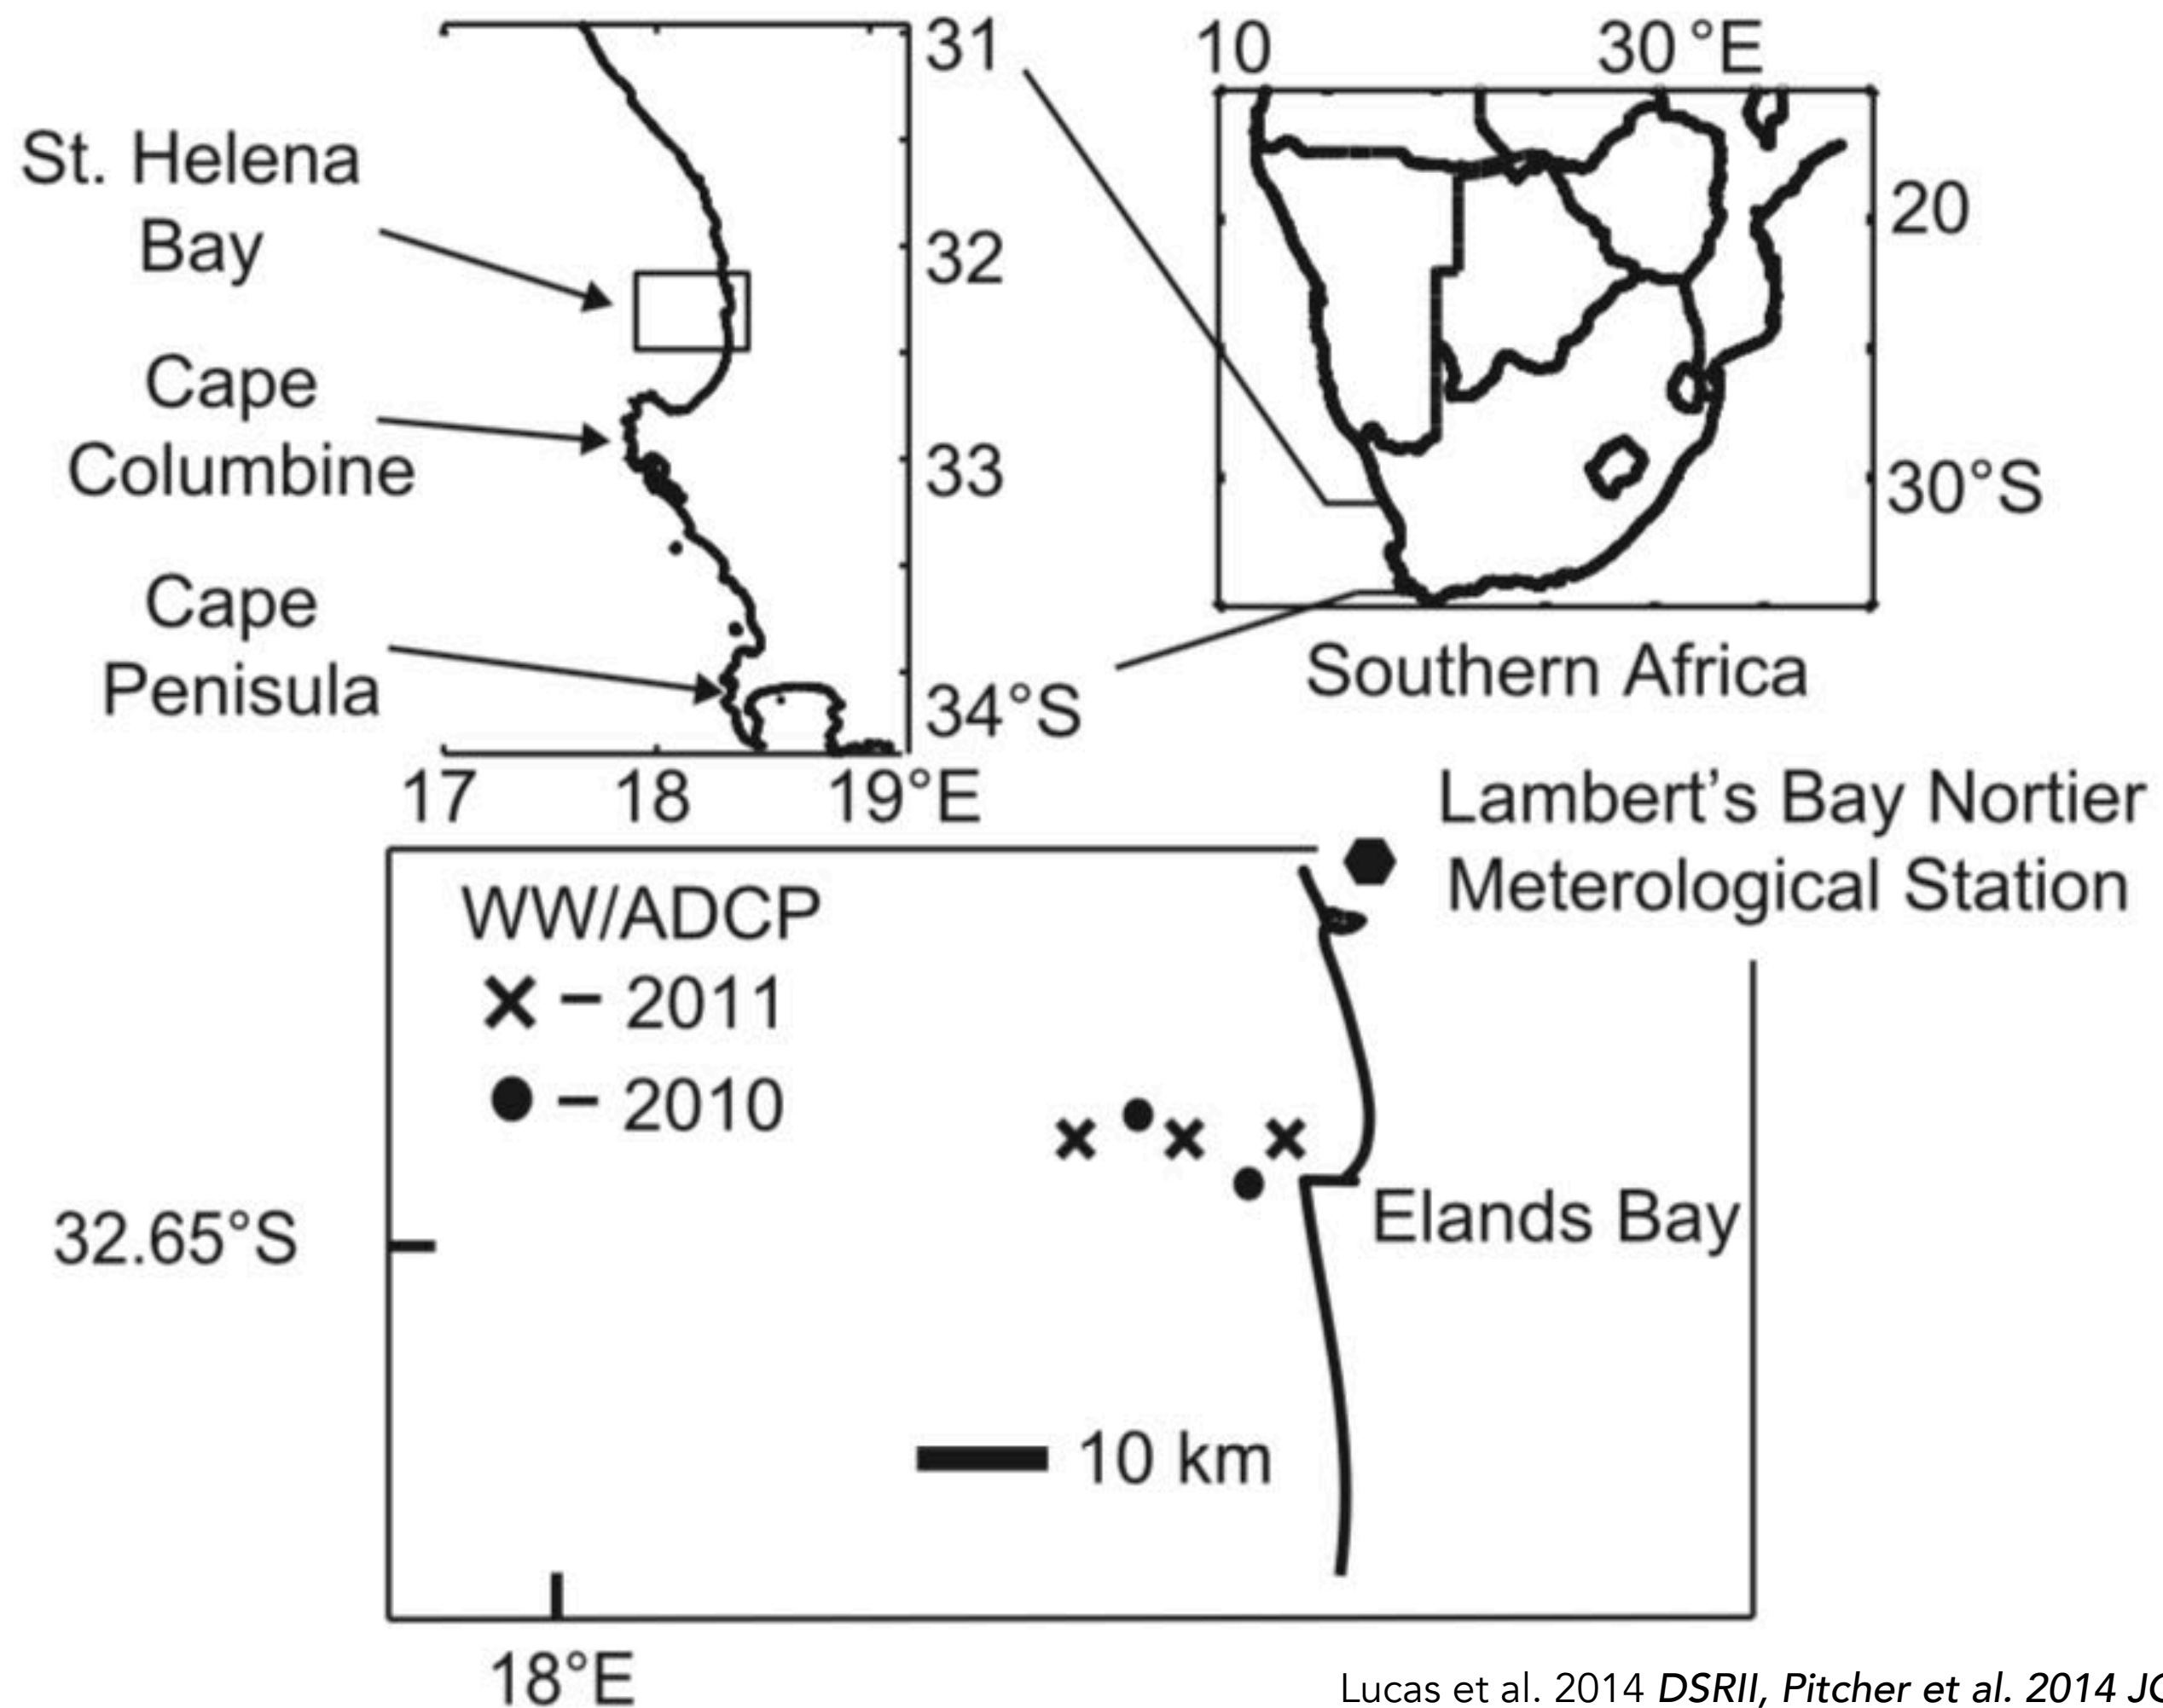 31
10
30 °E
St. Helena
Bay
20
32
Cape
Columbine
33
30°S
Cape
Penisula
34°S
Southern Africa
17
18
19°E
Lambert’s Bay Nortier
Meterological Station
WW/ADCP
– 2011
– 2010
Elands Bay
32.65°S
10 km
18°E
Lucas et al. 2014 DSRII, Pitcher et al. 2014